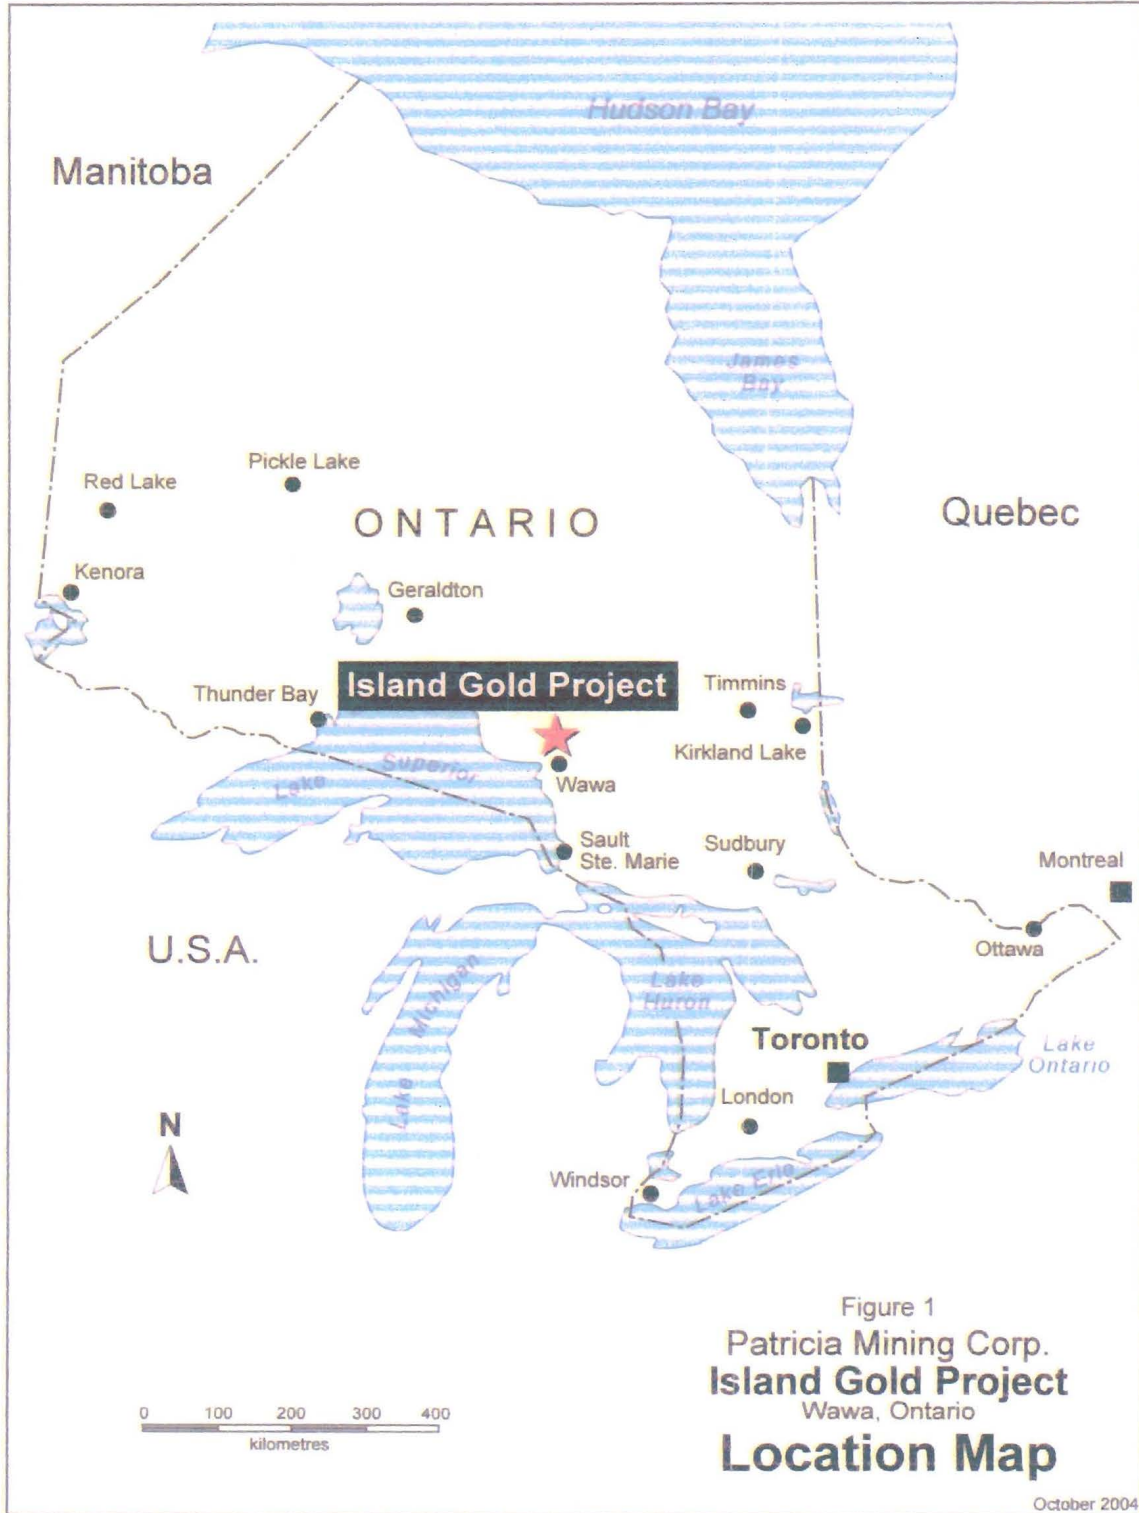 Hudson Bay
Manitoba
James
Bay
Pickle Lake
Red Lake
Quebec
ONTARIO
Kenora
Geraldton
Island Gold Project
Timmins
Thunder Bay
Kirkland Lake
Lake Superior
Wawa
Sault
Ste. Marie
Sudbury
Montreal
U.S.A.
Ottawa
Lake Michigan
Lake
Huron
Toronto
Lake
Ontario
London
N
Windsor
Lake Erie
Lake
Figure 1
Patricia Mining Corp.
Island Gold Project
Wawa, Ontario
Location Map
0 100 200 300 400
kilometres
October 2004